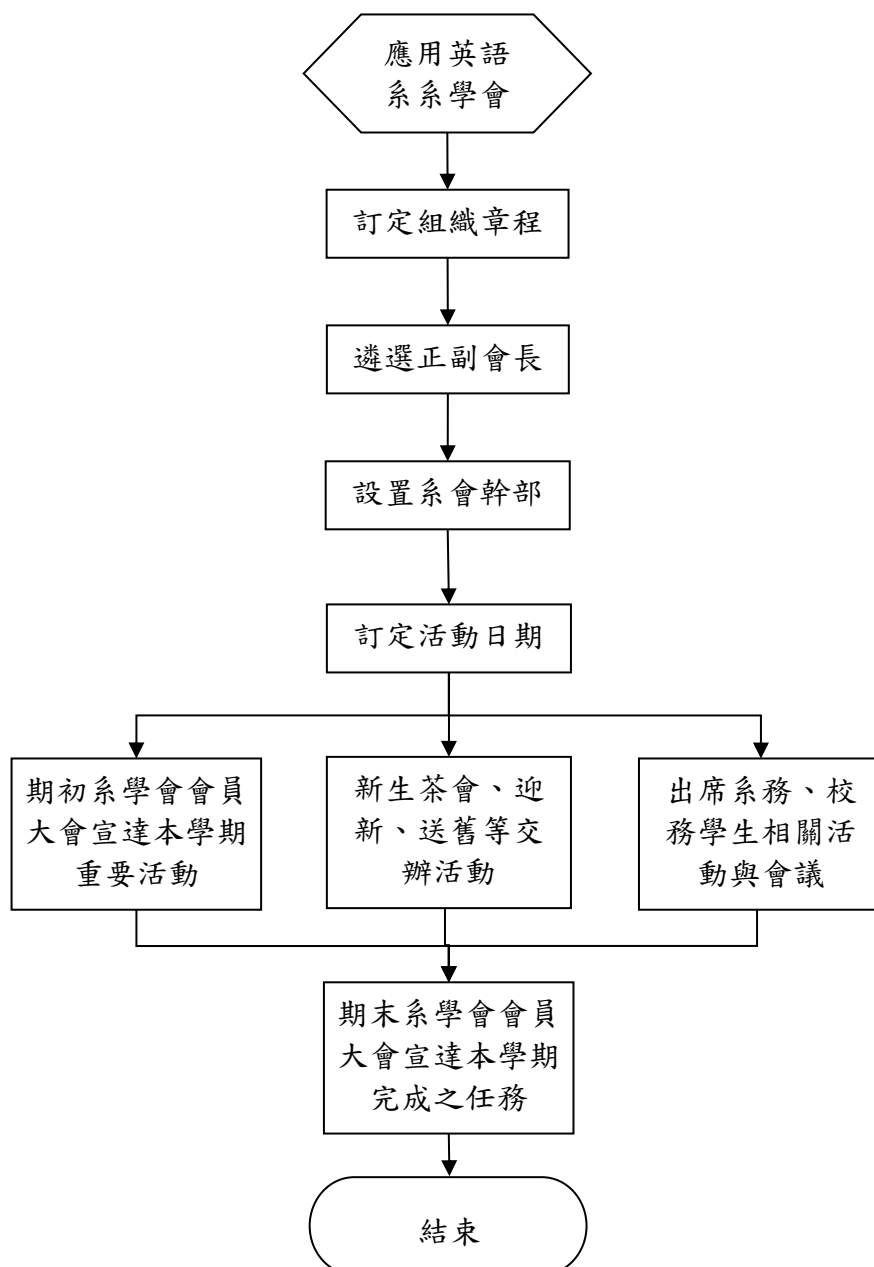 應用英語
系系學會
訂定組織章程
遴選正副會長
設置系會幹部
訂定活動日期
期初系學會會員
大會宣達本學期
重要活動
新生茶會、迎
新、送舊等交
辦活動
出席系務、校
務學生相關活
動與會議
期末系學會會員
大會宣達本學期
完成之任務
結束